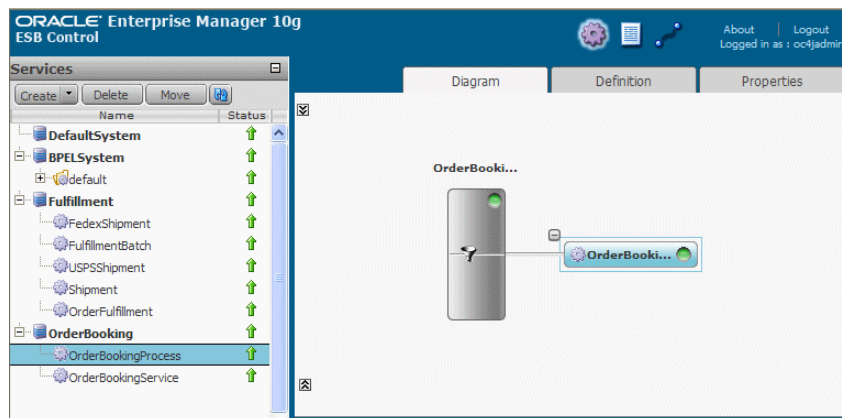 ORACLE Enterprise Manager 10g
ESB Control
About | Logout
Logged in as : oc4jadmin
Services
Create Delete Move
Name Status
DefaultSystem
BPELSystem
default
Fulfillment
FedexShipment
FulfillmentBatch
USPSShipment
Shipment
OrderFulfillment
OrderBooking
OrderBookingProcess
OrderBookingService
Diagram Definition Properties
OrderBooki...
OrderBooki...